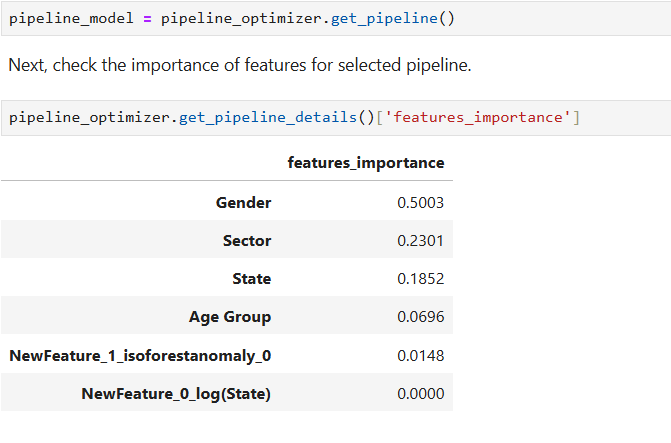 pipeline_model = pipeline_optimizer.get_pipeline()
Next, check the importance of features for selected pipeline.
pipeline_optimizer.get_pipeline_details()['features_importance']
features_importance
Gender 0.5003
Sector 0.2301
State 0.1852
Age Group 0.0696
NewFeature_1_isoforestanomaly_0 0.0148
NewFeature_0_log(State) 0.0000